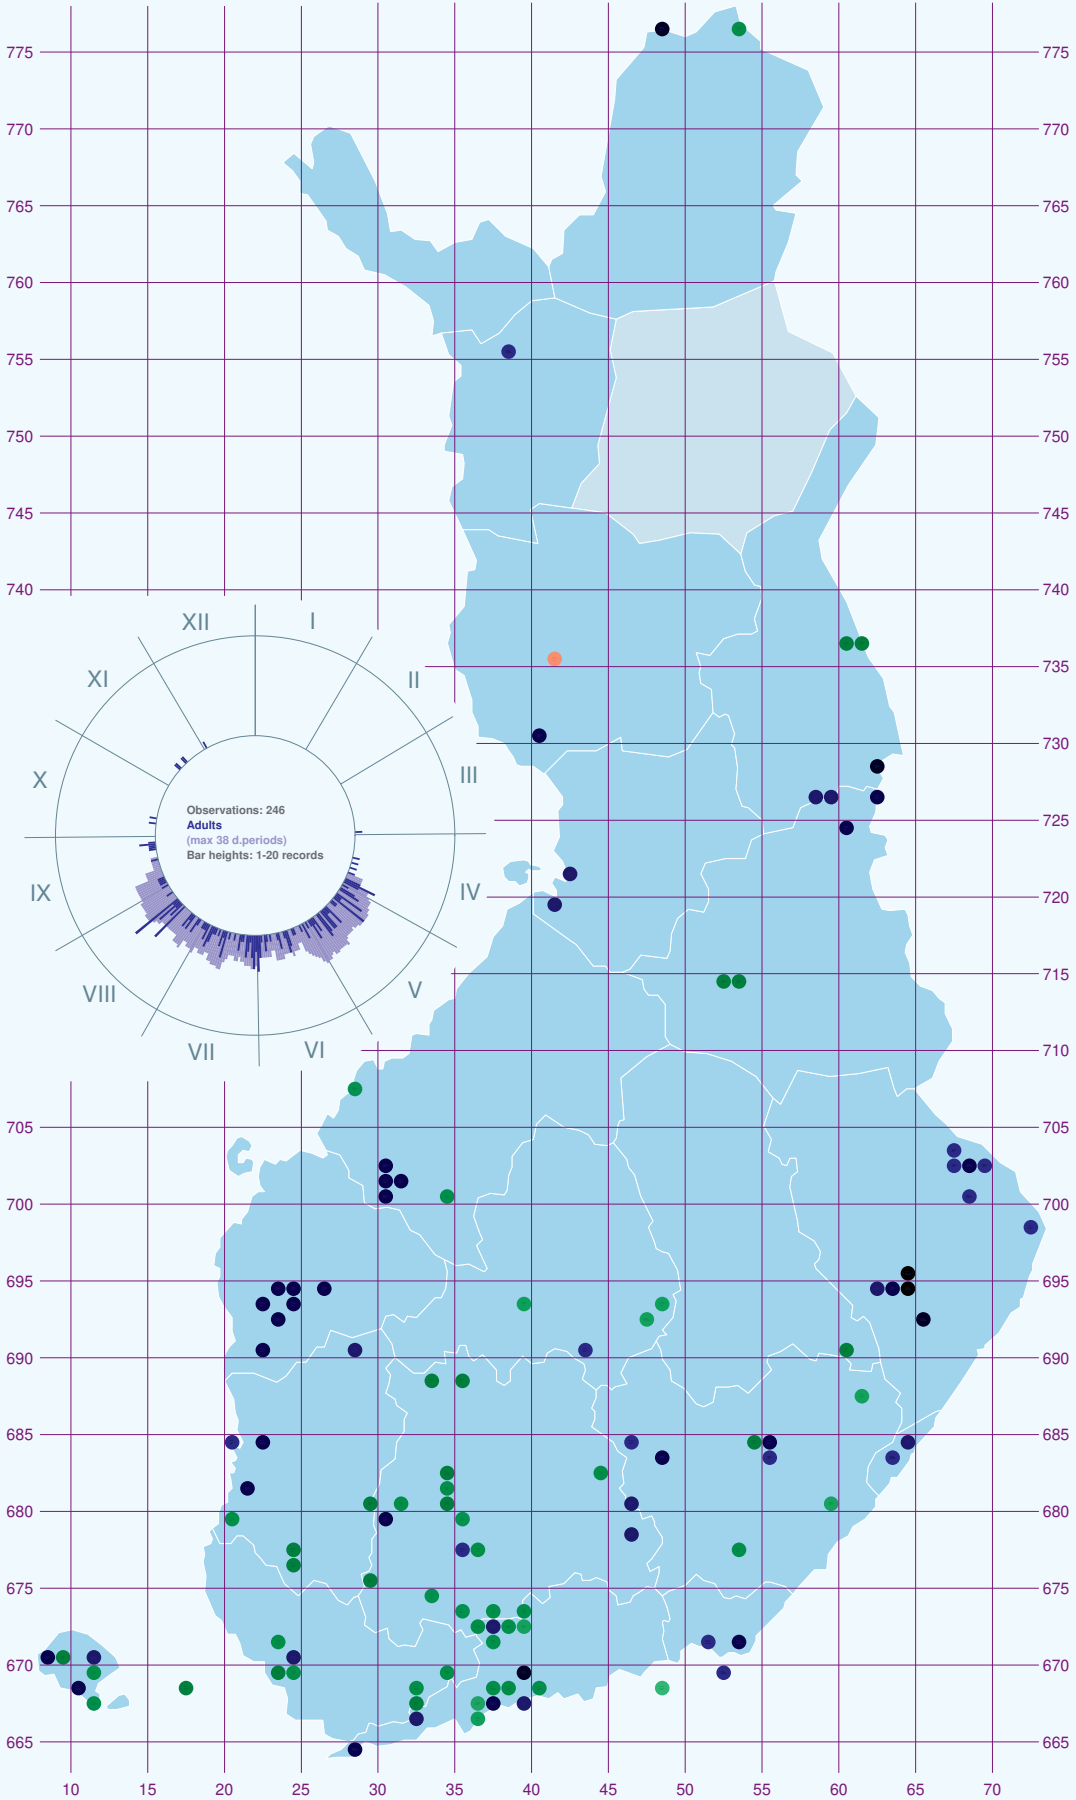 775 775
770 770
765 765
760 760
755 755
750 750
745 745
740 740
XII I
XI II
735 735
730 730
X III
Observations: 246
Adults
(max 38 d.periods)
Bar heights: 1-20 records
725 725
IX IV
720 720
715 715
VIII V
VII VI
710 710
705 705
700 700
695 695
690 690
685 685
680 680
675 675
670 670
665 665
10 15 20 25 30 35 40 45 50 55 60 65 70